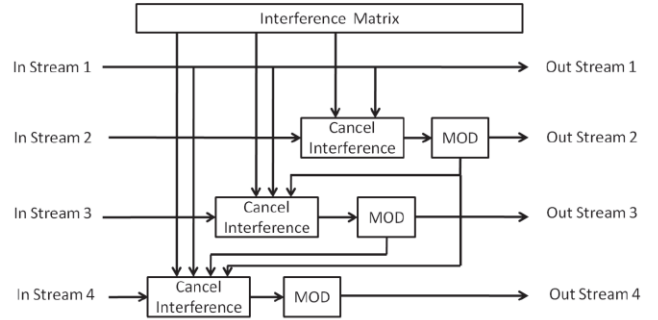 Interference Matrix
In Stream 1
Out Stream 1
In Stream 2
Cancel
Interference
MOD
Out Stream 2
In Stream 3
Cancel
Interference
MOD
Out Stream 3
In Stream 4
Cancel
Interference
MOD
Out Stream 4